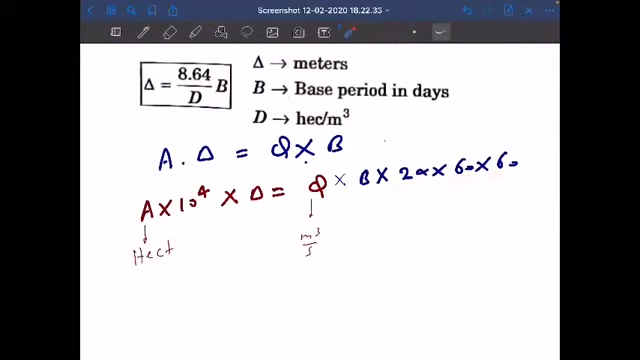 Screenshot 12-02-2020 18.22.33
Δ = 8.64/D B
Δ → meters
B → Base period in days
D → hec/m³
A . Δ = Q × B
A × 10⁴ × Δ = Q × B × 24 × 60 × 60
Hect
m³/s